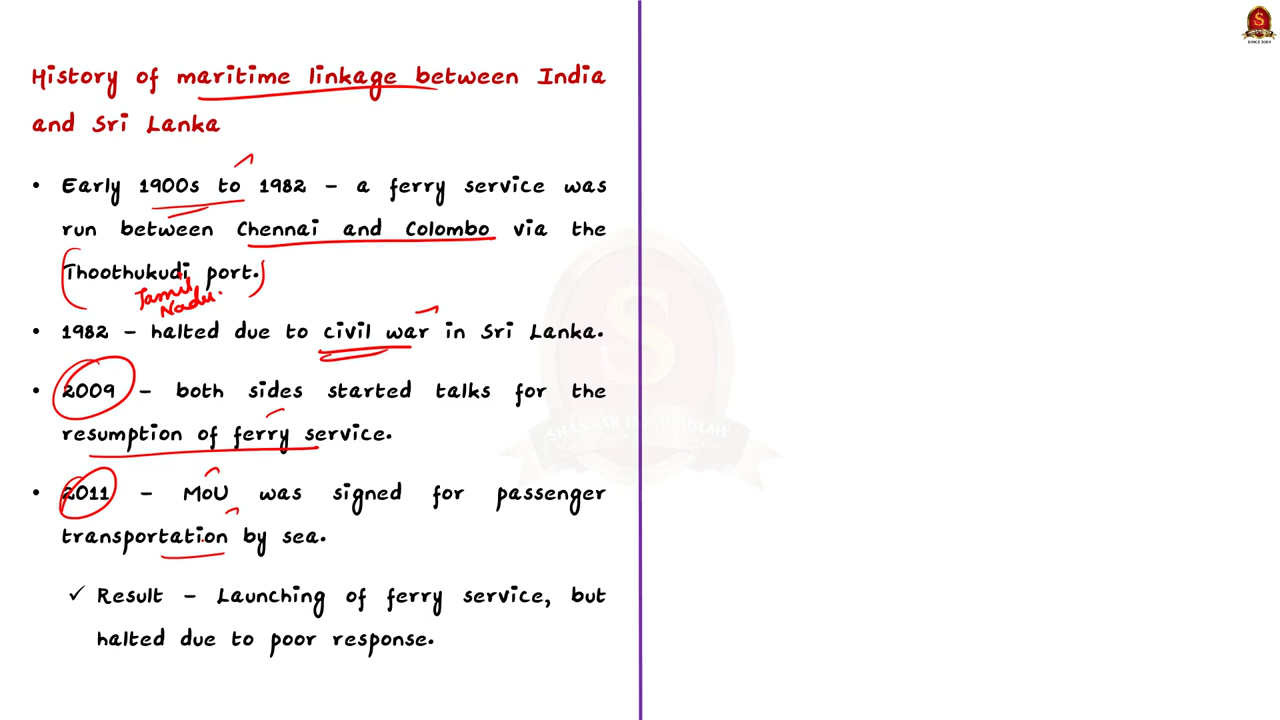 History of maritime linkage between India
and Sri Lanka
• Early 1900s to 1982 – a ferry service was
run between Chennai and Colombo via the
Thoothukudi port.
Tamil
Nadu.
• 1982 – halted due to civil war in Sri Lanka.
• 2009 – both sides started talks for the
resumption of ferry service.
• 2011 – MoU was signed for passenger
transportation by sea.
✓ Result – Launching of ferry service, but
halted due to poor response.
S
SINCE 2004
S